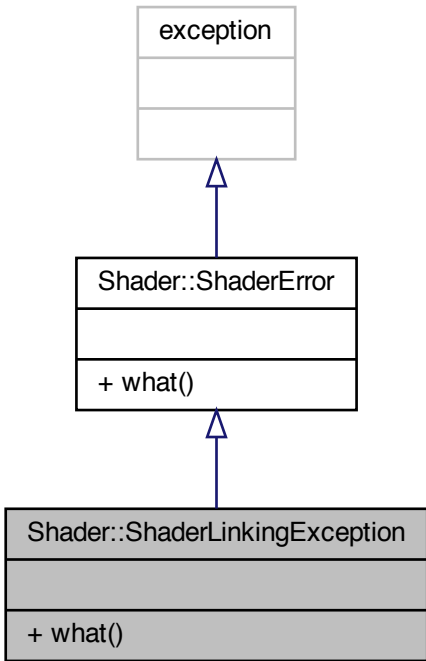 exception
Shader::ShaderError
+ what()
Shader::ShaderLinkingException
+ what()